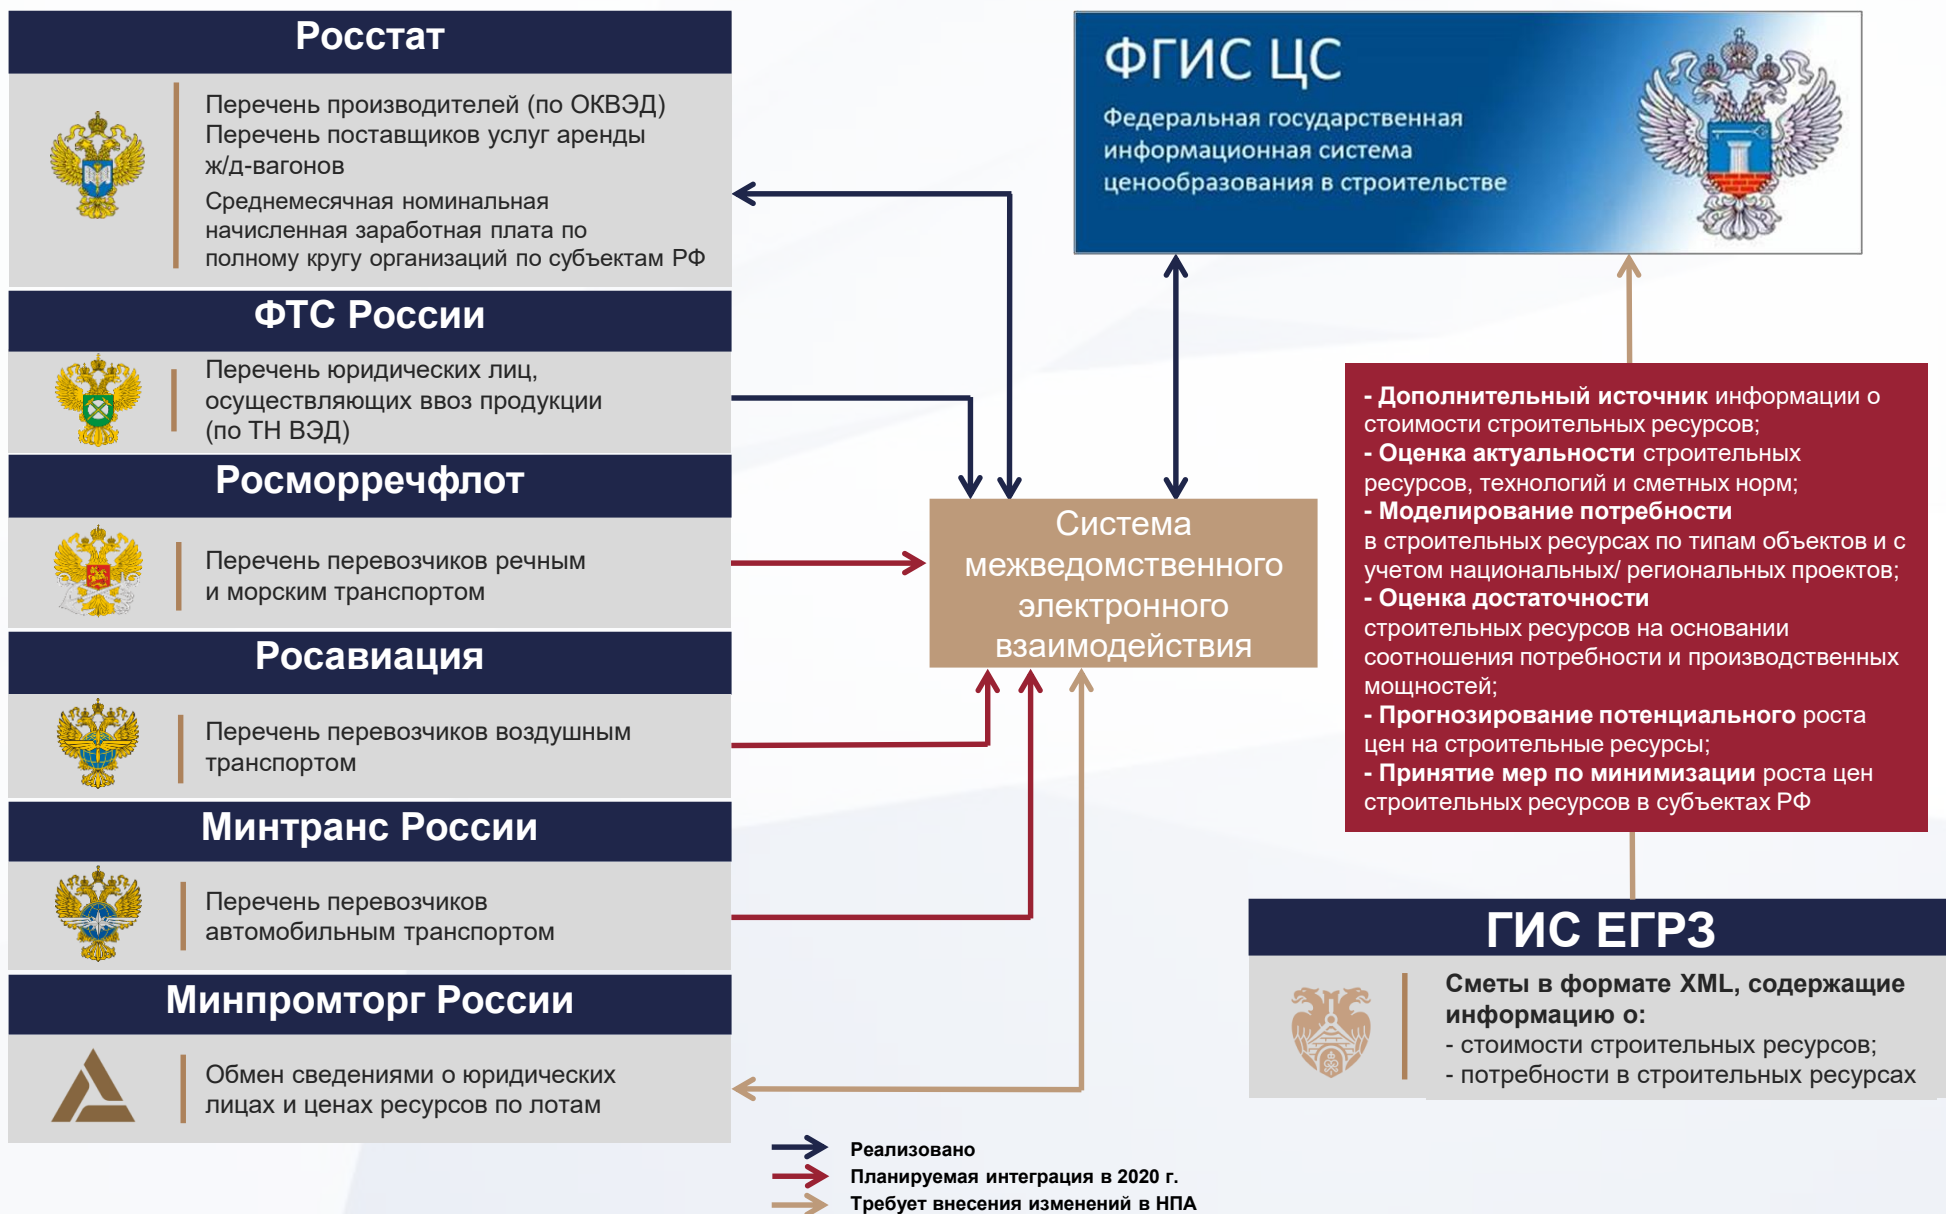 Росстат
Перечень производителей (по ОКВЭД)
Перечень поставщиков услуг аренды
ж/д-вагонов
Среднемесячная номинальная
начисленная заработная плата по
полному кругу организаций по субъектам РФ
ФТС России
Перечень юридических лиц,
осуществляющих ввоз продукции
(по ТН ВЭД)
Росморречфлот
Перечень перевозчиков речным
и морским транспортом
Росавиация
Перечень перевозчиков воздушным
транспортом
Минтранс России
Перечень перевозчиков
автомобильным транспортом
Минпромторг России
Обмен сведениями о юридических
лицах и ценах ресурсов по лотам
Система
межведомственного
электронного
взаимодействия
ФГИС ЦС
Федеральная государственная
информационная система
ценообразования в строительстве
- Дополнительный источник информации о
стоимости строительных ресурсов;
- Оценка актуальности строительных
ресурсов, технологий и сметных норм;
- Моделирование потребности
в строительных ресурсах по типам объектов и с
учетом национальных/ региональных проектов;
- Оценка достаточности
строительных ресурсов на основании
соотношения потребности и производственных
мощностей;
- Прогнозирование потенциального роста
цен на строительные ресурсы;
- Принятие мер по минимизации роста цен
строительных ресурсов в субъектах РФ
ГИС ЕГРЗ
Сметы в формате XML, содержащие
информацию о:
- стоимости строительных ресурсов;
- потребности в строительных ресурсах
Реализовано
Планируемая интеграция в 2020 г.
Требует внесения изменений в НПА